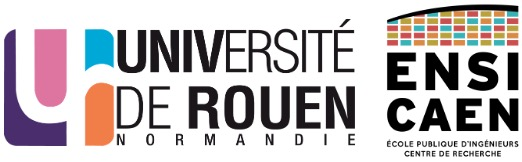 UNIVERSITÉ
DE ROUEN
NORMANDIE
ENSI
CAEN
ÉCOLE PUBLIQUE D'INGÉNIEURS
CENTRE DE RECHERCHE